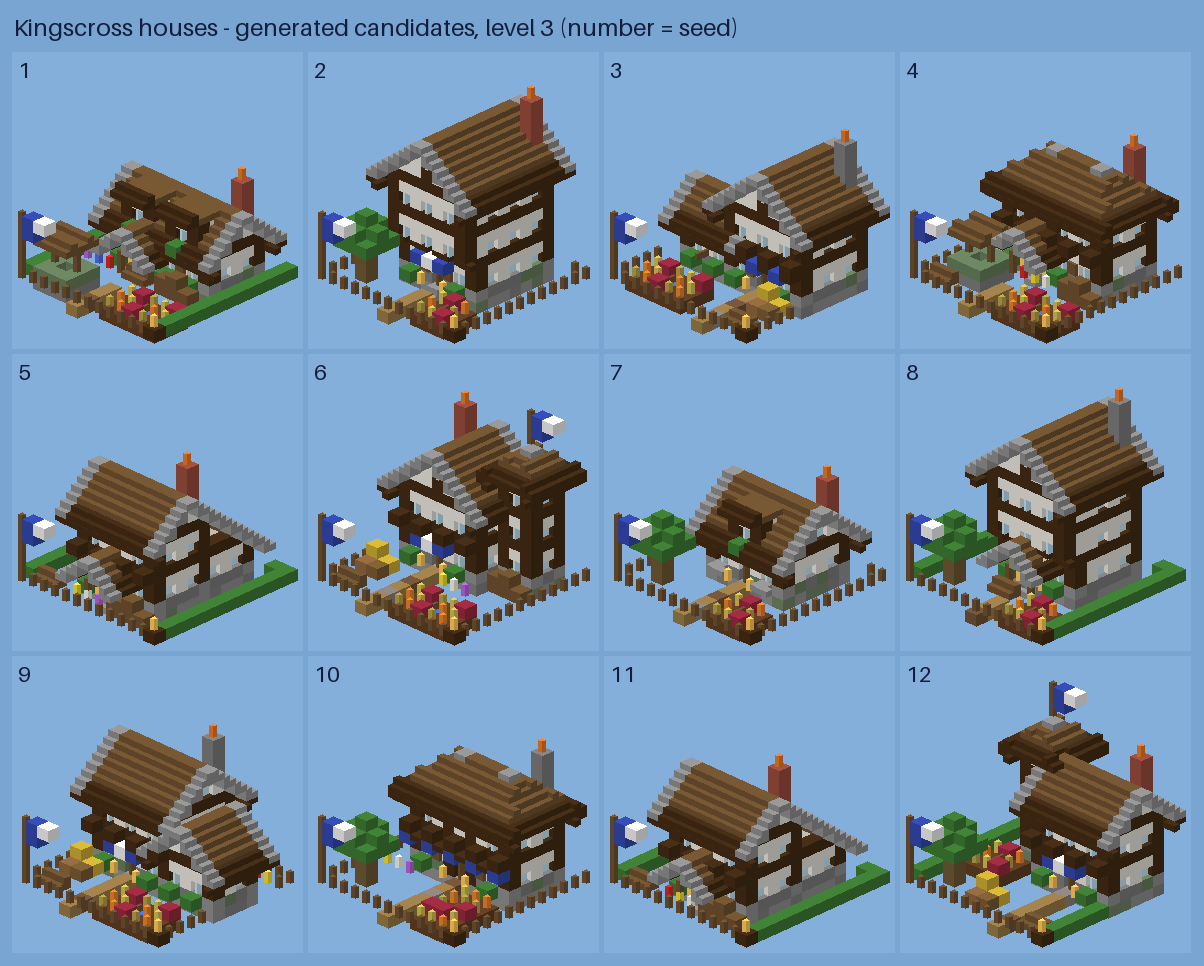 Kingscross houses - generated candidates, level 3 (number = seed)
1 2 3 4
5 6 7 8
9 10 11 12